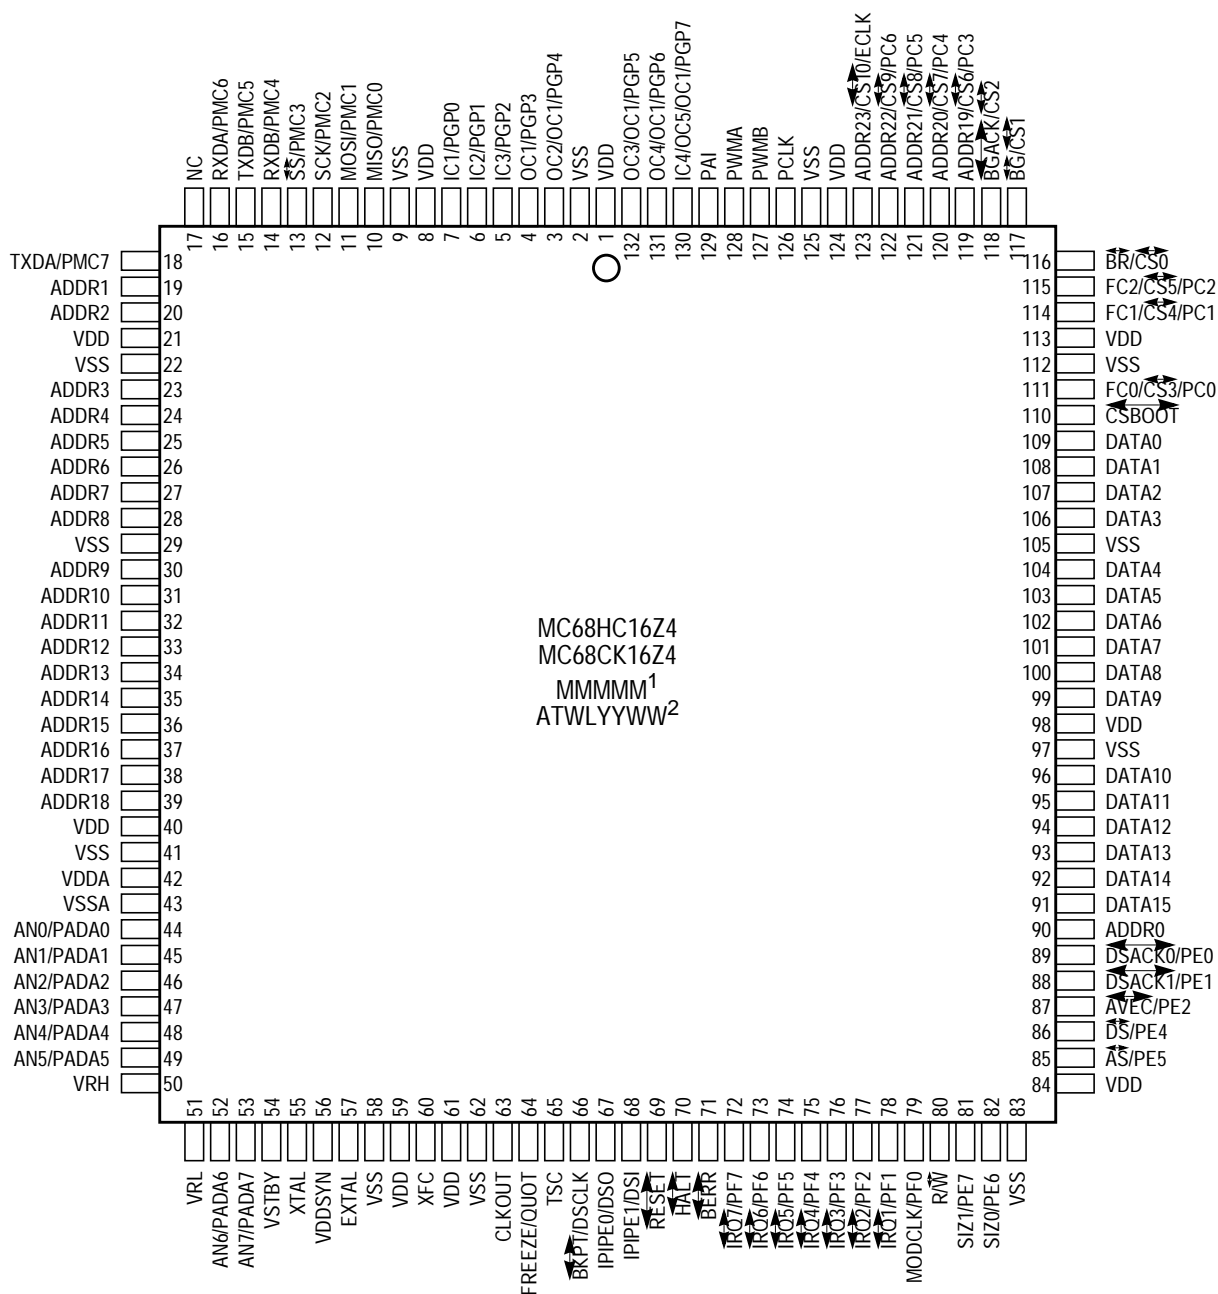 NC
RXDA/PMC6
TXDB/PMC5
RXDB/PMC4
SS/PMC3
SCK/PMC2
MOSI/PMC1
MISO/PMC0
VSS
VDD
IC1/PGP0
IC2/PGP1
IC3/PGP2
OC1/PGP3
OC2/OC1/PGP4
VSS
VDD
OC3/OC1/PGP5
OC4/OC1/PGP6
IC4/OC5/OC1/PGP7
PAI
PWMA
PWMB
PCLK
VSS
VDD
ADDR23/CS10/ECLK
ADDR22/CS9/PC6
ADDR21/CS8/PC5
ADDR20/CS7/PC4
ADDR19/CS6/PC3
BGACK/CS2
BG/CS1
17 16 15 14 13 12 11 10 9 8 7 6 5 4 3 2 1 132 131 130 129 128 127 126 125 124 123 122 121 120 119 118 117
TXDA/PMC7 18
ADDR1 19
ADDR2 20
VDD 21
VSS 22
ADDR3 23
ADDR4 24
ADDR5 25
ADDR6 26
ADDR7 27
ADDR8 28
VSS 29
ADDR9 30
ADDR10 31
ADDR11 32
ADDR12 33
ADDR13 34
ADDR14 35
ADDR15 36
ADDR16 37
ADDR17 38
ADDR18 39
VDD 40
VSS 41
VDDA 42
VSSA 43
AN0/PADA0 44
AN1/PADA1 45
AN2/PADA2 46
AN3/PADA3 47
AN4/PADA4 48
AN5/PADA5 49
VRH 50
MC68HC16Z4
MC68CK16Z4
MMMMM1
ATWLYYWW2
116 BR/CS0
115 FC2/CS5/PC2
114 FC1/CS4/PC1
113 VDD
112 VSS
111 FC0/CS3/PC0
110 CSBOOT
109 DATA0
108 DATA1
107 DATA2
106 DATA3
105 VSS
104 DATA4
103 DATA5
102 DATA6
101 DATA7
100 DATA8
99 DATA9
98 VDD
97 VSS
96 DATA10
95 DATA11
94 DATA12
93 DATA13
92 DATA14
91 DATA15
90 ADDR0
89 DSACK0/PE0
88 DSACK1/PE1
87 AVEC/PE2
86 DS/PE4
85 AS/PE5
84 VDD
51 52 53 54 55 56 57 58 59 60 61 62 63 64 65 66 67 68 69 70 71 72 73 74 75 76 77 78 79 80 81 82 83
VRL
AN6/PADA6
AN7/PADA7
VSTBY
XTAL
VDDSYN
EXTAL
VSS
VDD
XFC
VDD
VSS
CLKOUT
FREEZE/QUOT
TSC
BKPT/DSCLK
IPIPE0/DSO
IPIPE1/DSI
RESET
HALT
BERR
IRQ7/PF7
IRQ6/PF6
IRQ5/PF5
IRQ4/PF4
IRQ3/PF3
IRQ2/PF2
IRQ1/PF1
MODCLK/PF0
R/W
SIZ1/PE7
SIZ0/PE6
VSS